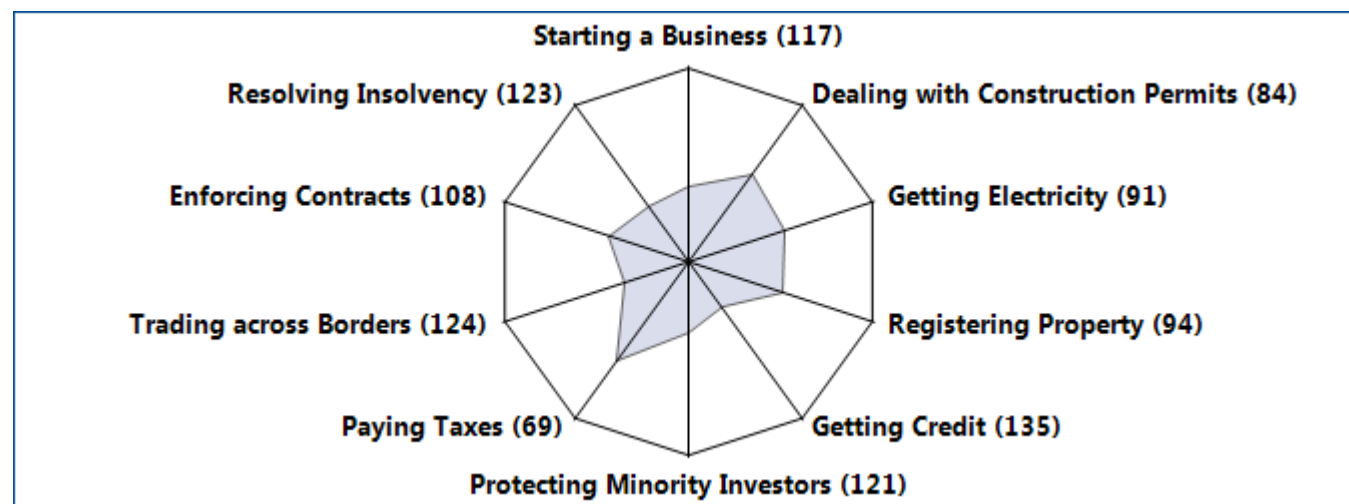 Starting a Business (117)
Resolving Insolvency (123)
Dealing with Construction Permits (84)
Enforcing Contracts (108)
Getting Electricity (91)
Trading across Borders (124)
Registering Property (94)
Paying Taxes (69)
Getting Credit (135)
Protecting Minority Investors (121)